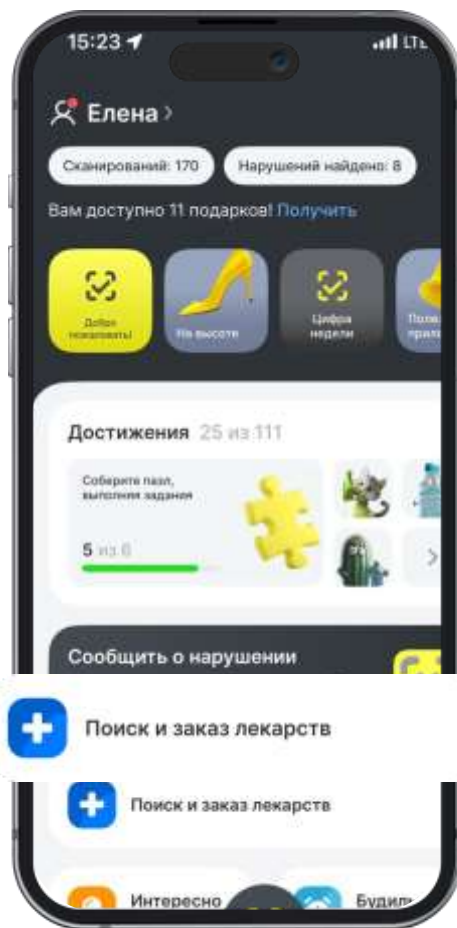 15:23
LTE
Елена >
Сканирований: 170
Нарушений найдено: 8
Вам доступно 11 подарков! Получить
Добро
пожаловать!
На высоте
Цифра
недели
Достижения 25 из 111
Соберите пазл,
выполняя задания
5 из 6
Сообщить о нарушении
Поиск и заказ лекарств
Поиск и заказ лекарств
Интересно